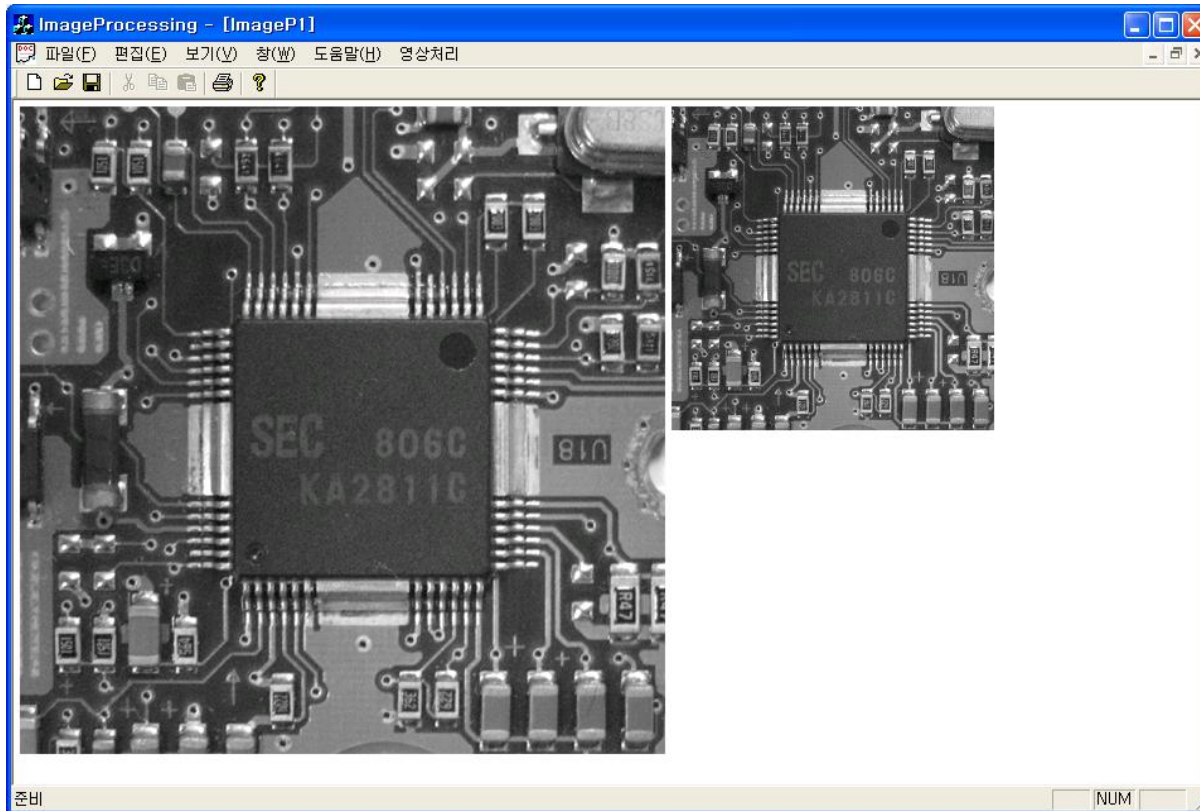 ImageProcessing - [ImageP1]
파일(F) 편집(E) 보기(V) 창(W) 도움말(H) 영상처리
SEC 806C
KA2811C
U18
R47
SEC 806C
KA2811C
U18
R47
준비
NUM